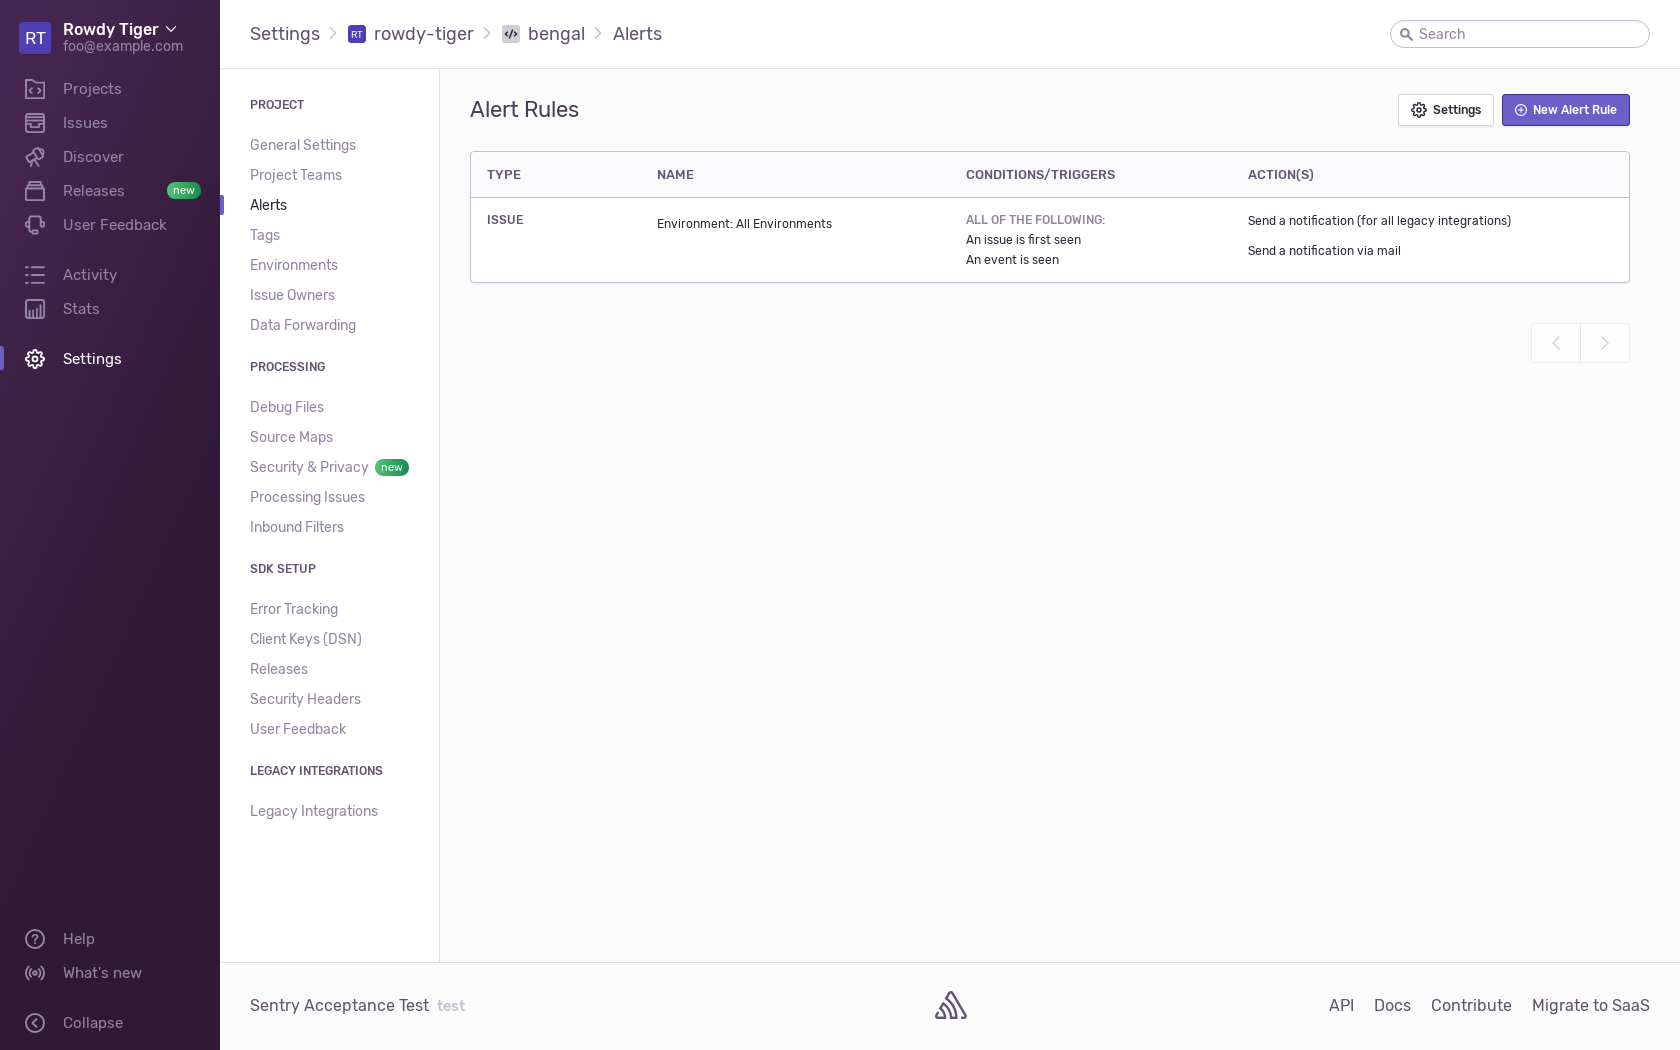 RT
Rowdy Tiger
foo@example.com
Projects
Issues
Discover
Releases new
User Feedback
Activity
Stats
Settings
Help
What's new
Collapse
Settings RT rowdy-tiger bengal Alerts
Search
PROJECT
General Settings
Project Teams
Alerts
Tags
Environments
Issue Owners
Data Forwarding
PROCESSING
Debug Files
Source Maps
Security & Privacy new
Processing Issues
Inbound Filters
SDK SETUP
Error Tracking
Client Keys (DSN)
Releases
Security Headers
User Feedback
LEGACY INTEGRATIONS
Legacy Integrations
Alert Rules
Settings
New Alert Rule
TYPE NAME CONDITIONS/TRIGGERS ACTION(S)
ISSUE
Environment: All Environments
ALL OF THE FOLLOWING:
An issue is first seen
An event is seen
Send a notification (for all legacy integrations)
Send a notification via mail
Sentry Acceptance Test test
API Docs Contribute Migrate to SaaS